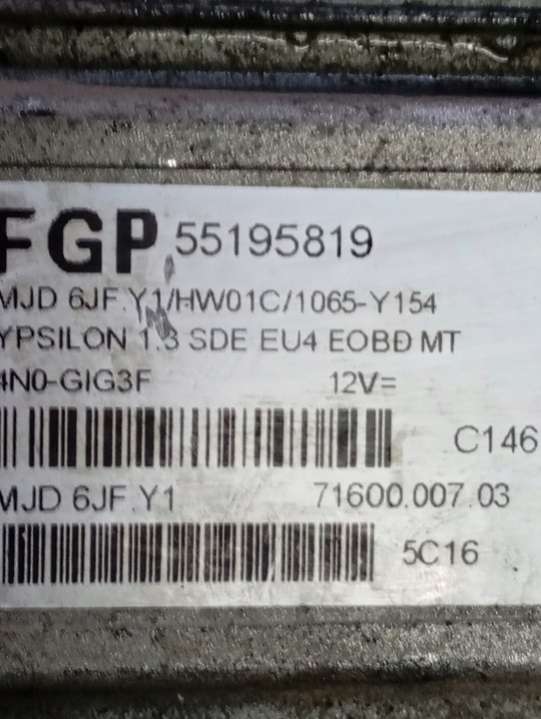 FGP 55195819
MJD 6JF.Y1/HW01C/1065-Y154
YPSILON 1.3 SDE EU4 EOBD MT
4N0-GIG3F 12V=
C146
MJD 6JF.Y1 71600.007.03
5C16